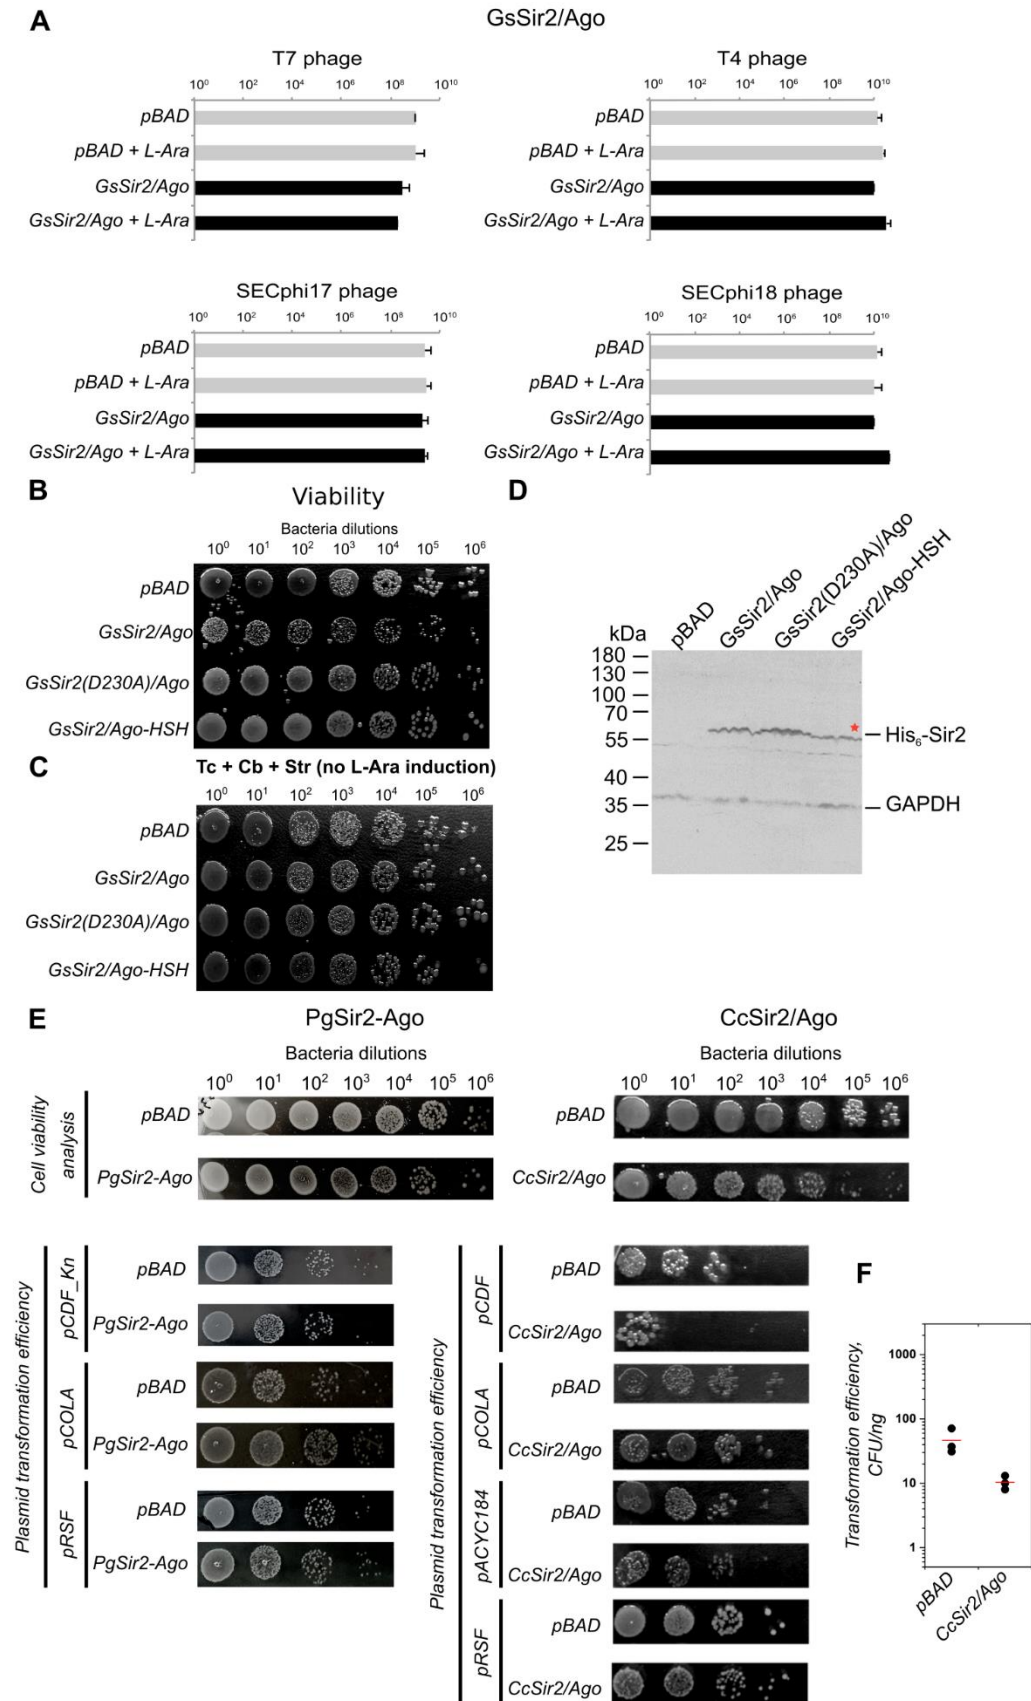 A
GsSir2/Ago
T7 phage
10⁰ 10² 10⁴ 10⁶ 10⁸ 10¹⁰
pBAD
pBAD + L-Ara
GsSir2/Ago
GsSir2/Ago + L-Ara
T4 phage
10⁰ 10² 10⁴ 10⁶ 10⁸ 10¹⁰
pBAD
pBAD + L-Ara
GsSir2/Ago
GsSir2/Ago + L-Ara
SECphi17 phage
10⁰ 10² 10⁴ 10⁶ 10⁸ 10¹⁰
pBAD
pBAD + L-Ara
GsSir2/Ago
GsSir2/Ago + L-Ara
SECphi18 phage
10⁰ 10² 10⁴ 10⁶ 10⁸ 10¹⁰
pBAD
pBAD + L-Ara
GsSir2/Ago
GsSir2/Ago + L-Ara
B
Viability
Bacteria dilutions
10⁰ 10¹ 10² 10³ 10⁴ 10⁵ 10⁶
pBAD
GsSir2/Ago
GsSir2(D230A)/Ago
GsSir2/Ago-HSH
C
Tc + Cb + Str (no L-Ara induction)
10⁰ 10¹ 10² 10³ 10⁴ 10⁵ 10⁶
pBAD
GsSir2/Ago
GsSir2(D230A)/Ago
GsSir2/Ago-HSH
D
pBAD
GsSir2/Ago
GsSir2(D230A)/Ago
GsSir2/Ago-HSH
kDa
180
130
100
70
55
40
35
25
His₆-Sir2
GAPDH
E
PgSir2-Ago
Bacteria dilutions
10⁰ 10¹ 10² 10³ 10⁴ 10⁵ 10⁶
Cell viability
analysis
pBAD
PgSir2-Ago
CcSir2/Ago
Bacteria dilutions
10⁰ 10¹ 10² 10³ 10⁴ 10⁵ 10⁶
pBAD
CcSir2/Ago
Plasmid transformation efficiency
pCDF_Kn
pBAD
PgSir2-Ago
pCOLA
pBAD
PgSir2-Ago
pRSF
pBAD
PgSir2-Ago
Plasmid transformation efficiency
pCDF
pBAD
CcSir2/Ago
pCOLA
pBAD
CcSir2/Ago
pACYC184
pBAD
CcSir2/Ago
pRSF
pBAD
CcSir2/Ago
F
Transformation efficiency,
CFU/ng
1000
100
10
1
pBAD
CcSir2/Ago